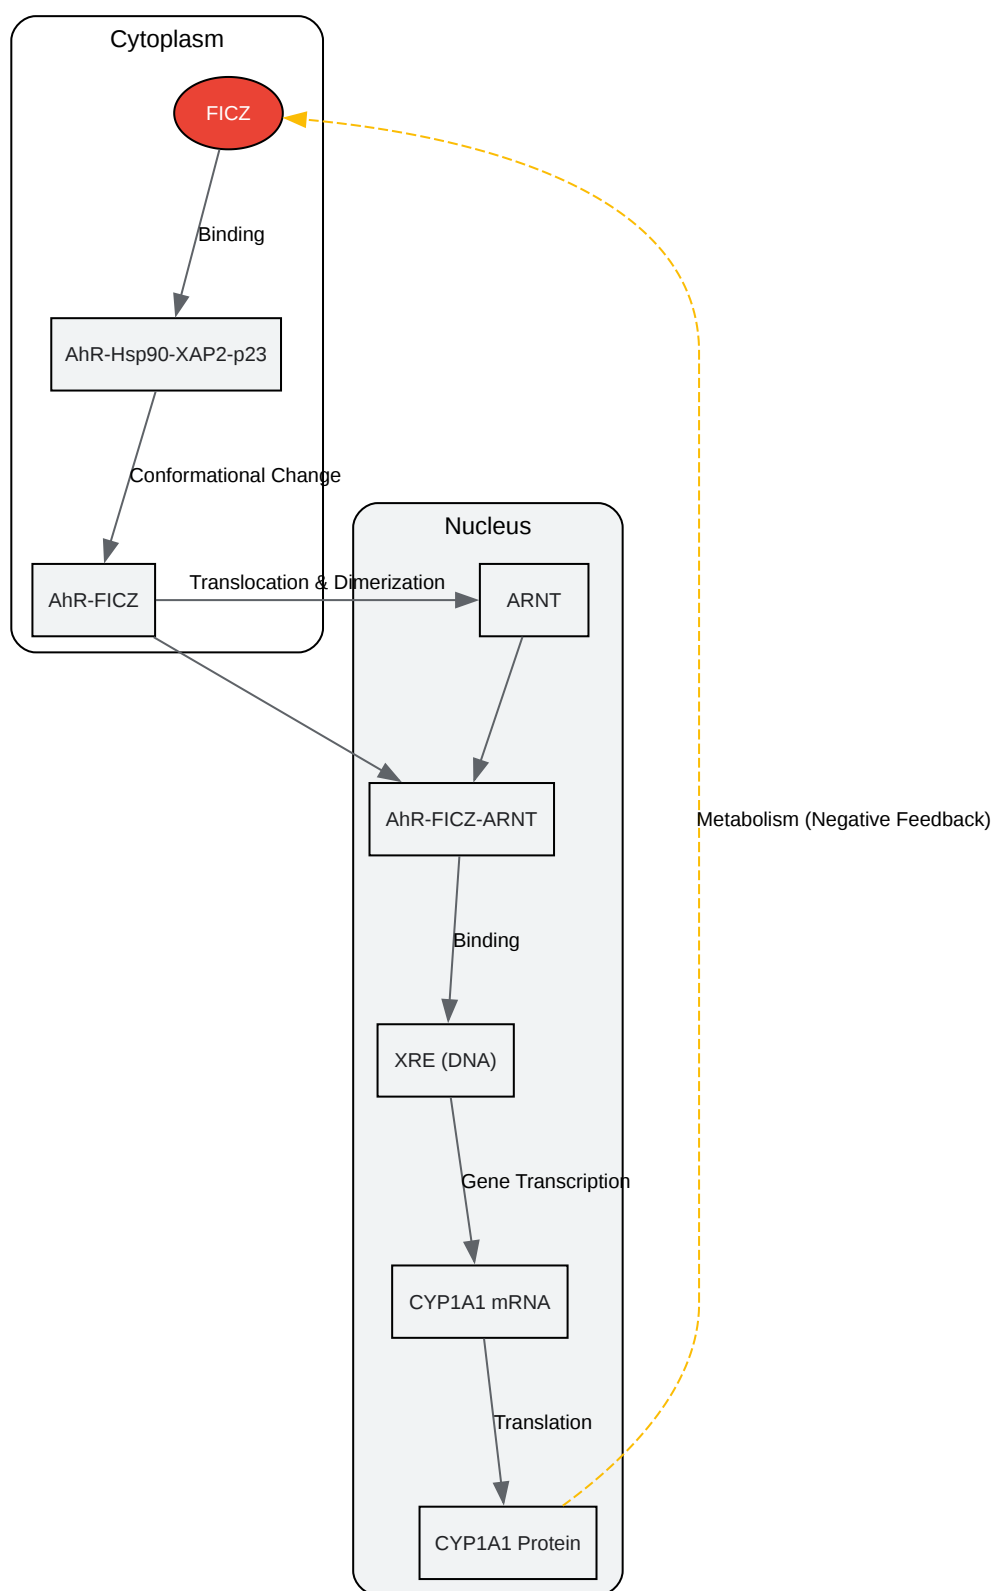 Cytoplasm
FICZ
Binding
AhR-Hsp90-XAP2-p23
Conformational Change
Nucleus
AhR-FICZ
Translocation & Dimerization
ARNT
AhR-FICZ-ARNT
Metabolism (Negative Feedback)
Binding
XRE (DNA)
Gene Transcription
CYP1A1 mRNA
Translation
CYP1A1 Protein